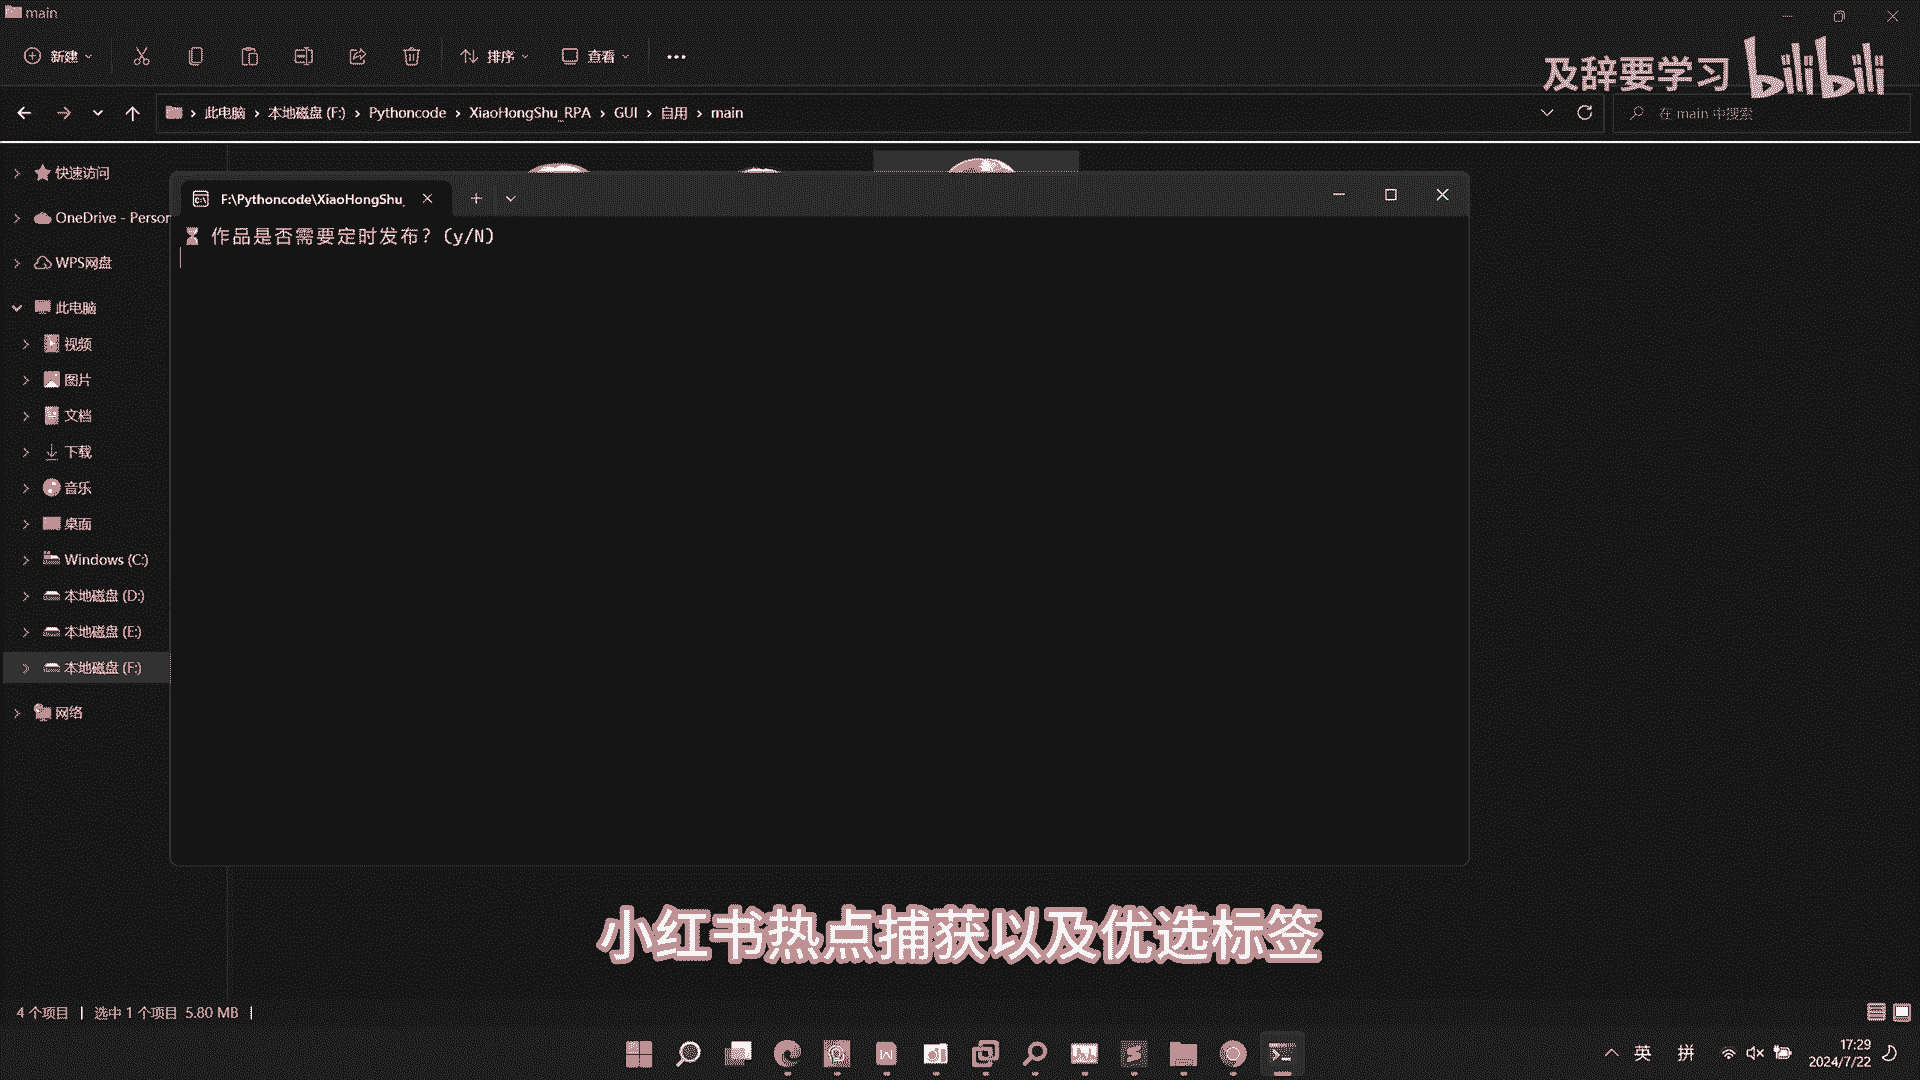 main
新建
排序
查看
及辞要学习 bilibili
此电脑 本地磁盘 (F:) Pythoncode XiaoHongShu_RPA GUI 自用 main
在 main 中搜索
快速访问
OneDrive - Person
WPS网盘
此电脑
视频
图片
文档
下载
音乐
桌面
Windows (C:)
本地磁盘 (D:)
本地磁盘 (E:)
本地磁盘 (F:)
网络
F:\Pythoncode\XiaoHongShu_
作品是否需要定时发布? (y/N)
小红书热点捕获以及优选标签
4 个项目 选中 1 个项目 5.80 MB
英 拼
17:29
2024/7/22